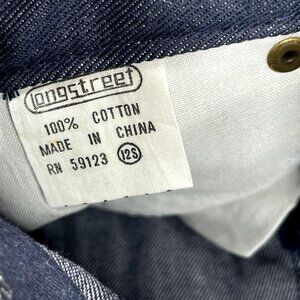 longstreet
100% COTTON
MADE IN CHINA
RN 59123 12S